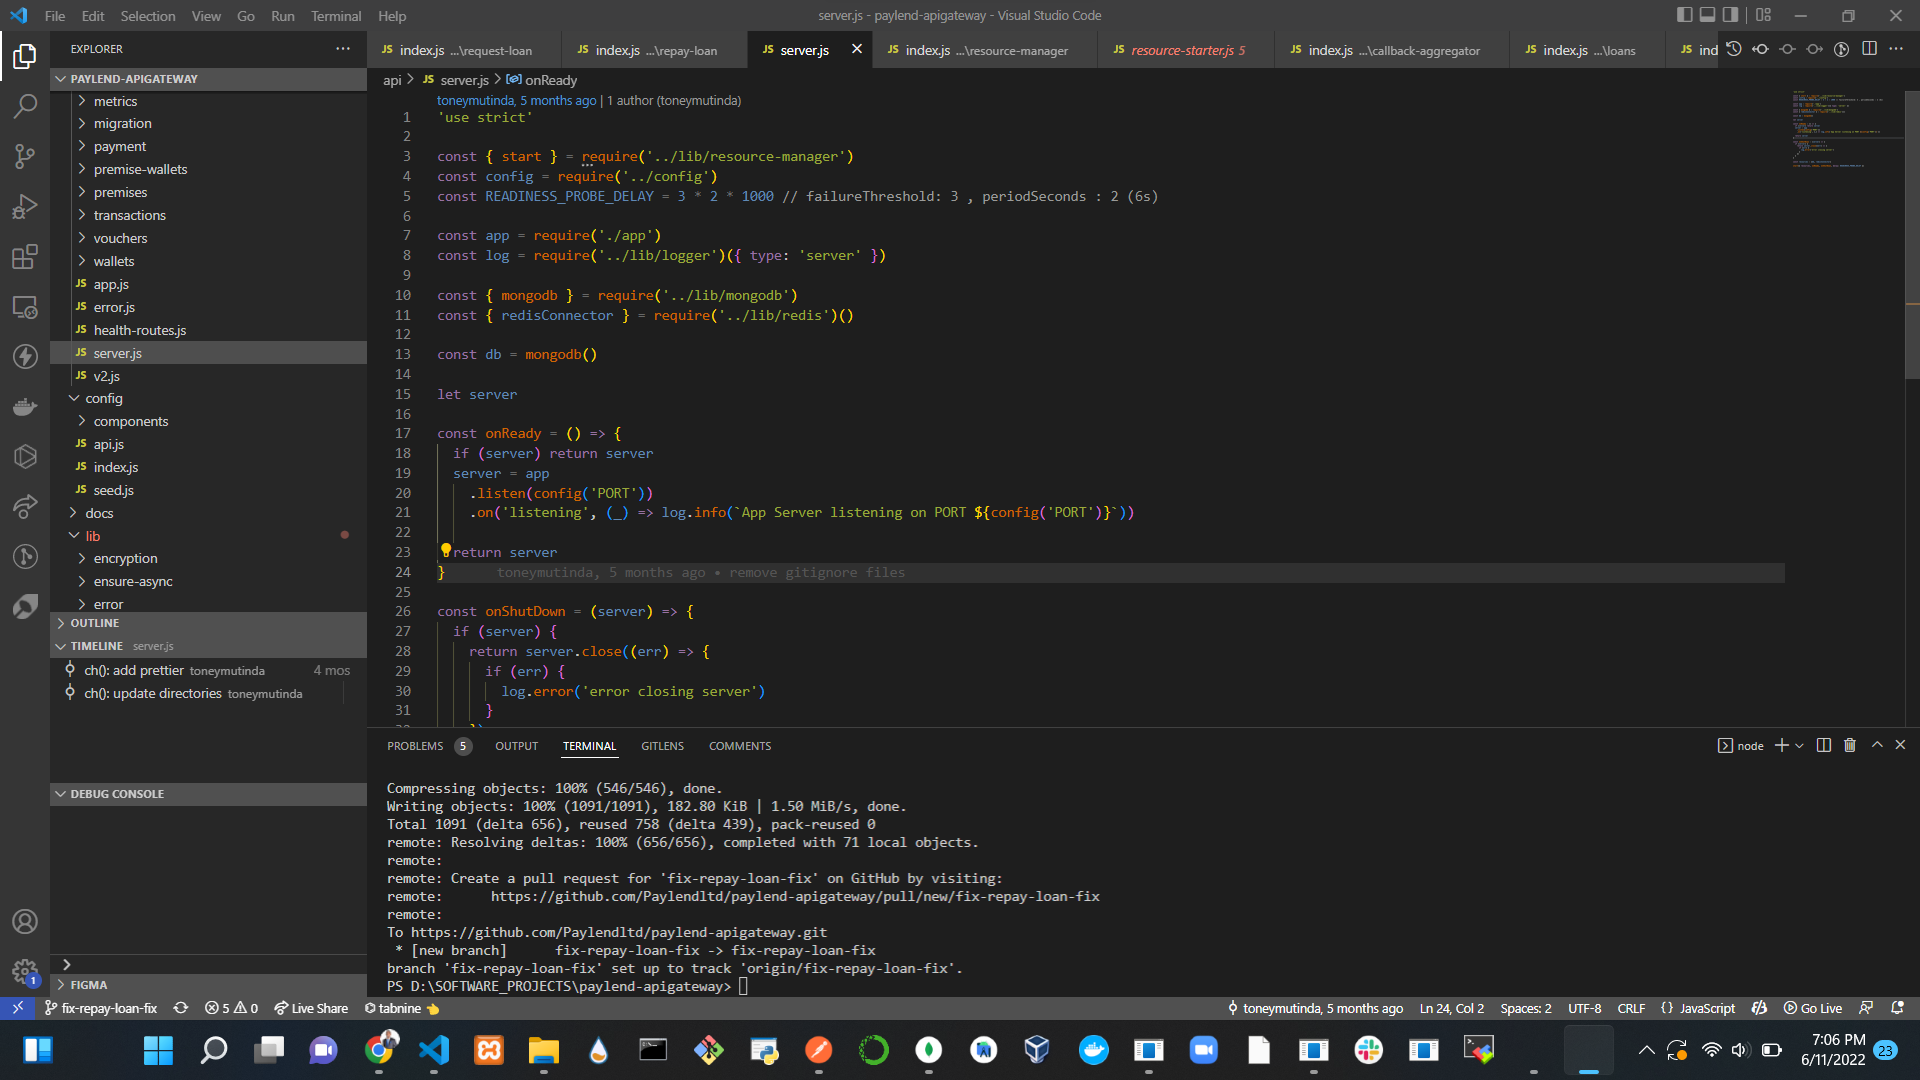 File Edit Selection View Go Run Terminal Help
server.js - paylend-apigateway - Visual Studio Code
EXPLORER
PAYLEND-APIGATEWAY
metrics
migration
payment
premise-wallets
premises
transactions
vouchers
wallets
JS app.js
JS error.js
JS health-routes.js
JS server.js
JS v2.js
config
components
JS api.js
JS index.js
JS seed.js
docs
lib
encryption
ensure-async
error
OUTLINE
TIMELINE server.js
ch(): add prettier toneymutinda 4 mos
ch(): update directories toneymutinda
DEBUG CONSOLE
FIGMA
JS index.js ...\request-loan
JS index.js ...\repay-loan
JS server.js
JS index.js ...\resource-manager
JS resource-starter.js 5
JS index.js ...\callback-aggregator
JS index.js ...\loans
JS ind
api > JS server.js > onReady
toneymutinda, 5 months ago | 1 author (toneymutinda)
1 'use strict'
2
3 const { start } = require('../lib/resource-manager')
4 const config = require('../config')
5 const READINESS_PROBE_DELAY = 3 * 2 * 1000 // failureThreshold: 3 , periodSeconds : 2 (6s)
6
7 const app = require('./app')
8 const log = require('../lib/logger')({ type: 'server' })
9
10 const { mongodb } = require('../lib/mongodb')
11 const { redisConnector } = require('../lib/redis')()
12
13 const db = mongodb()
14
15 let server
16
17 const onReady = () => {
18 if (server) return server
19 server = app
20 .listen(config('PORT'))
21 .on('listening', (_) => log.info(`App Server listening on PORT ${config('PORT')}`))
22
23 return server
24 } toneymutinda, 5 months ago • remove gitignore files
25
26 const onShutDown = (server) => {
27 if (server) {
28 return server.close((err) => {
29 if (err) {
30 log.error('error closing server')
31 }
PROBLEMS 5 OUTPUT TERMINAL GITLENS COMMENTS
node
Compressing objects: 100% (546/546), done.
Writing objects: 100% (1091/1091), 182.80 KiB | 1.50 MiB/s, done.
Total 1091 (delta 656), reused 758 (delta 439), pack-reused 0
remote: Resolving deltas: 100% (656/656), completed with 71 local objects.
remote:
remote: Create a pull request for 'fix-repay-loan-fix' on GitHub by visiting:
remote: https://github.com/Paylendltd/paylend-apigateway/pull/new/fix-repay-loan-fix
remote:
To https://github.com/Paylendltd/paylend-apigateway.git
* [new branch] fix-repay-loan-fix -> fix-repay-loan-fix
branch 'fix-repay-loan-fix' set up to track 'origin/fix-repay-loan-fix'.
PS D:\SOFTWARE_PROJECTS\paylend-apigateway>
1
fix-repay-loan-fix 5 0 Live Share tabnine
toneymutinda, 5 months ago Ln 24, Col 2 Spaces: 2 UTF-8 CRLF {} JavaScript Go Live
7:06 PM
6/11/2022
23